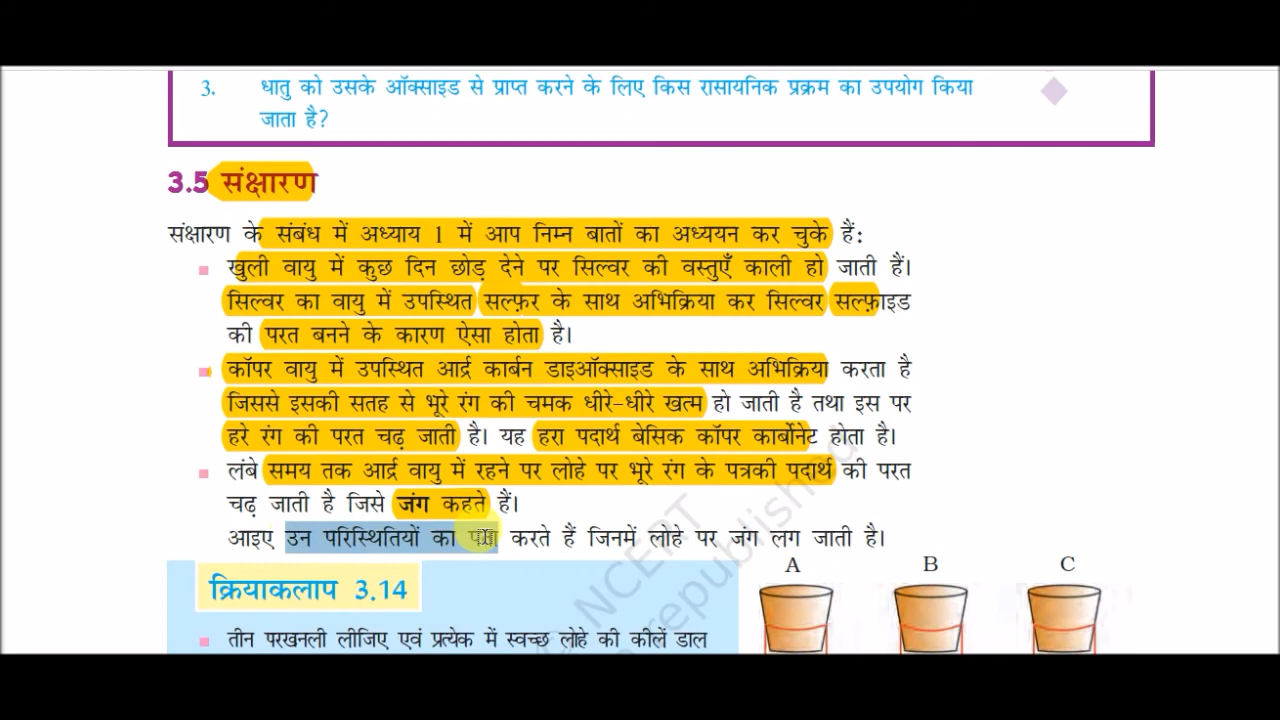 3. धातु को उसके ऑक्साइड से प्राप्त करने के लिए किस रासायनिक प्रक्रम का उपयोग किया
जाता है?
3.5 संक्षारण
संक्षारण के संबंध में अध्याय 1 में आप निम्न बातों का अध्ययन कर चुके हैं:
खुली वायु में कुछ दिन छोड़ देने पर सिल्वर की वस्तुएँ काली हो जाती हैं।
सिल्वर का वायु में उपस्थित सल्फ़र के साथ अभिक्रिया कर सिल्वर सल्फ़ाइड
की परत बनने के कारण ऐसा होता है।
कॉपर वायु में उपस्थित आर्द्र कार्बन डाइऑक्साइड के साथ अभिक्रिया करता है
जिससे इसकी सतह से भूरे रंग की चमक धीरे-धीरे खत्म हो जाती है तथा इस पर
हरे रंग की परत चढ़ जाती है। यह हरा पदार्थ बेसिक कॉपर कार्बोनेट होता है।
लंबे समय तक आर्द्र वायु में रहने पर लोहे पर भूरे रंग के पत्रकी पदार्थ की परत
चढ़ जाती है जिसे जंग कहते हैं।
आइए उन परिस्थितियों का करते हैं जिनमें लोहे पर जंग लग जाती है।
A B C
क्रियाकलाप 3.14
तीन परखनली लीजिए एवं प्रत्येक में स्वच्छ लोहे की कीलें डाल
© NCERT
republished